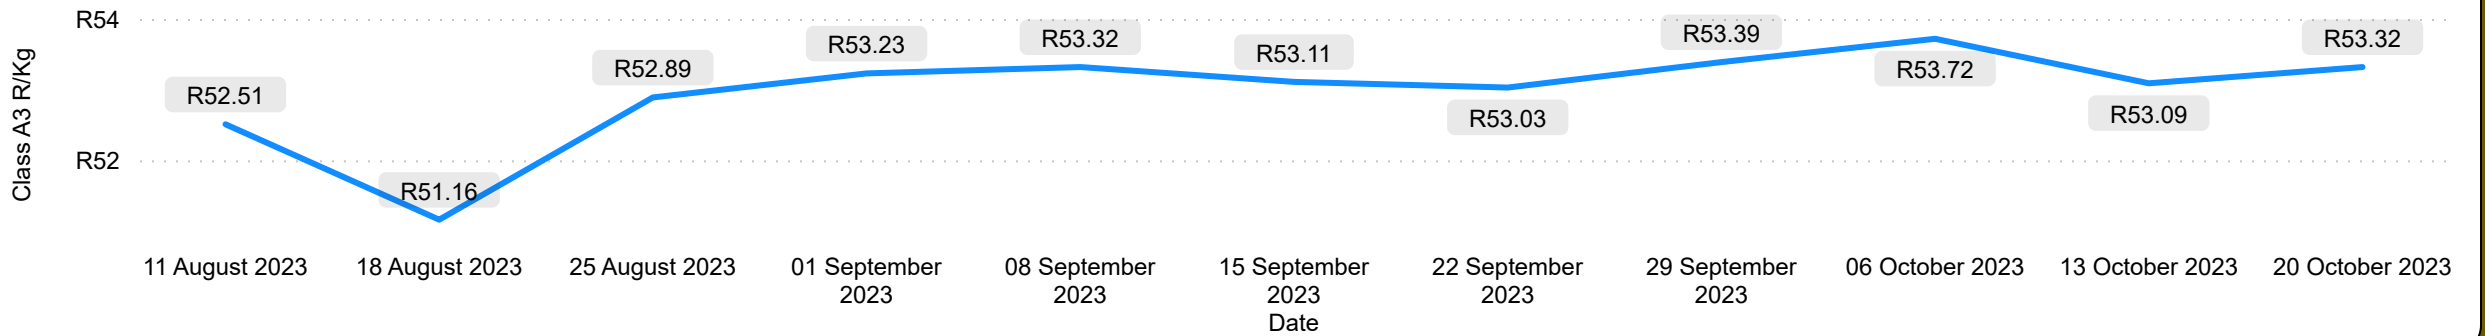 Class A3 R/Kg
R54
R52
R52.51
R51.16
R52.89
R53.23
R53.32
R53.11
R53.03
R53.39
R53.72
R53.09
R53.32
11 August 2023
18 August 2023
25 August 2023
01 September
2023
08 September
2023
15 September
2023
22 September
2023
29 September
2023
06 October 2023
13 October 2023
20 October 2023
Date